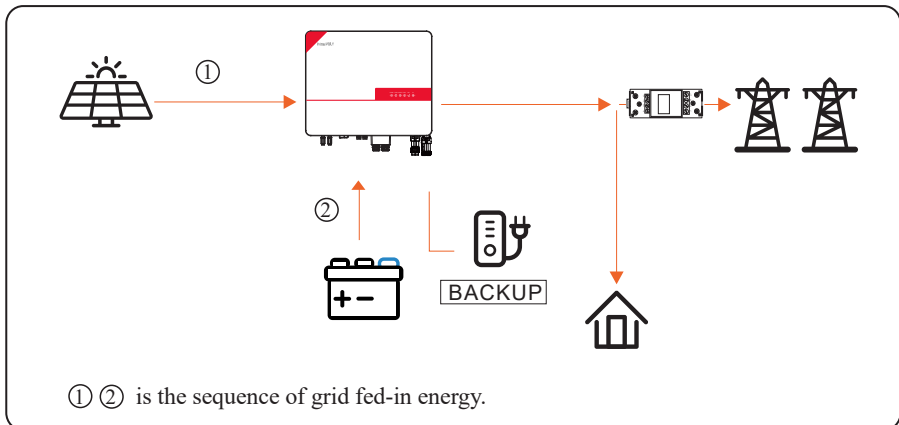 ①
②
BACKUP
① ② is the sequence of grid fed-in energy.